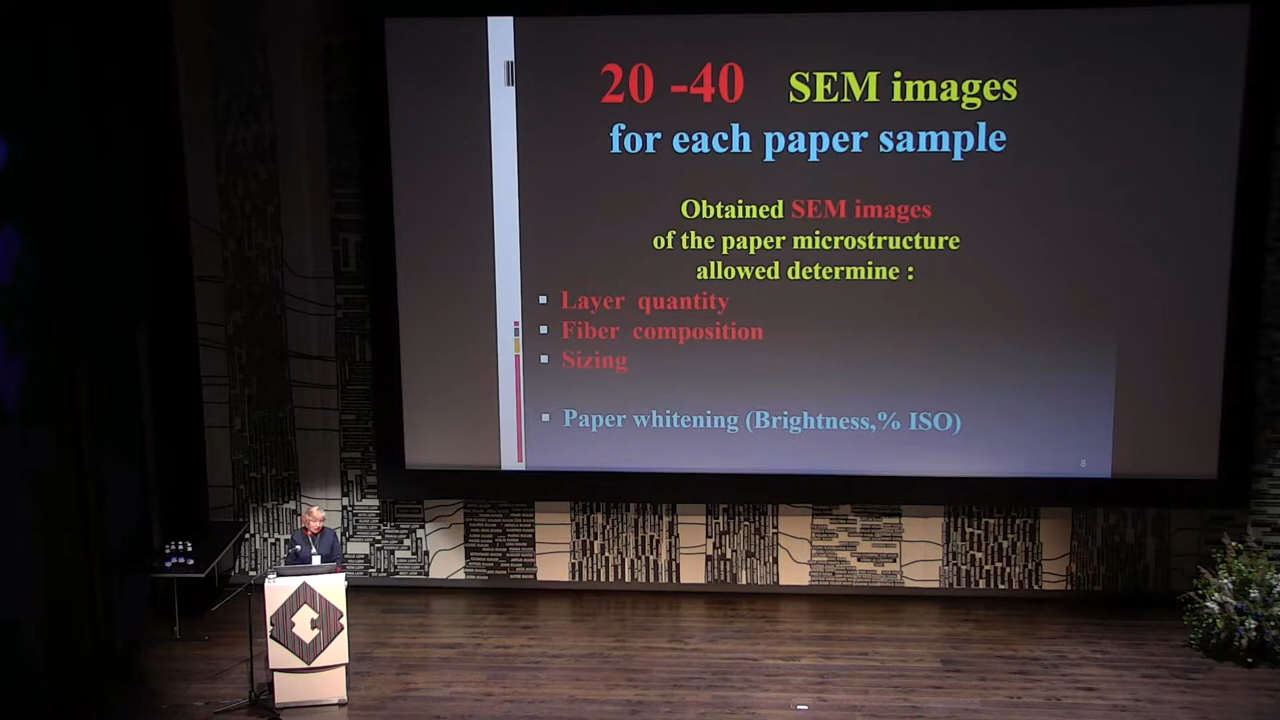 20 -40 SEM images
for each paper sample
Obtained SEM images
of the paper microstructure
allowed determine :
▪ Layer quantity
▪ Fiber composition
▪ Sizing
▪ Paper whitening (Brightness,% ISO)
8